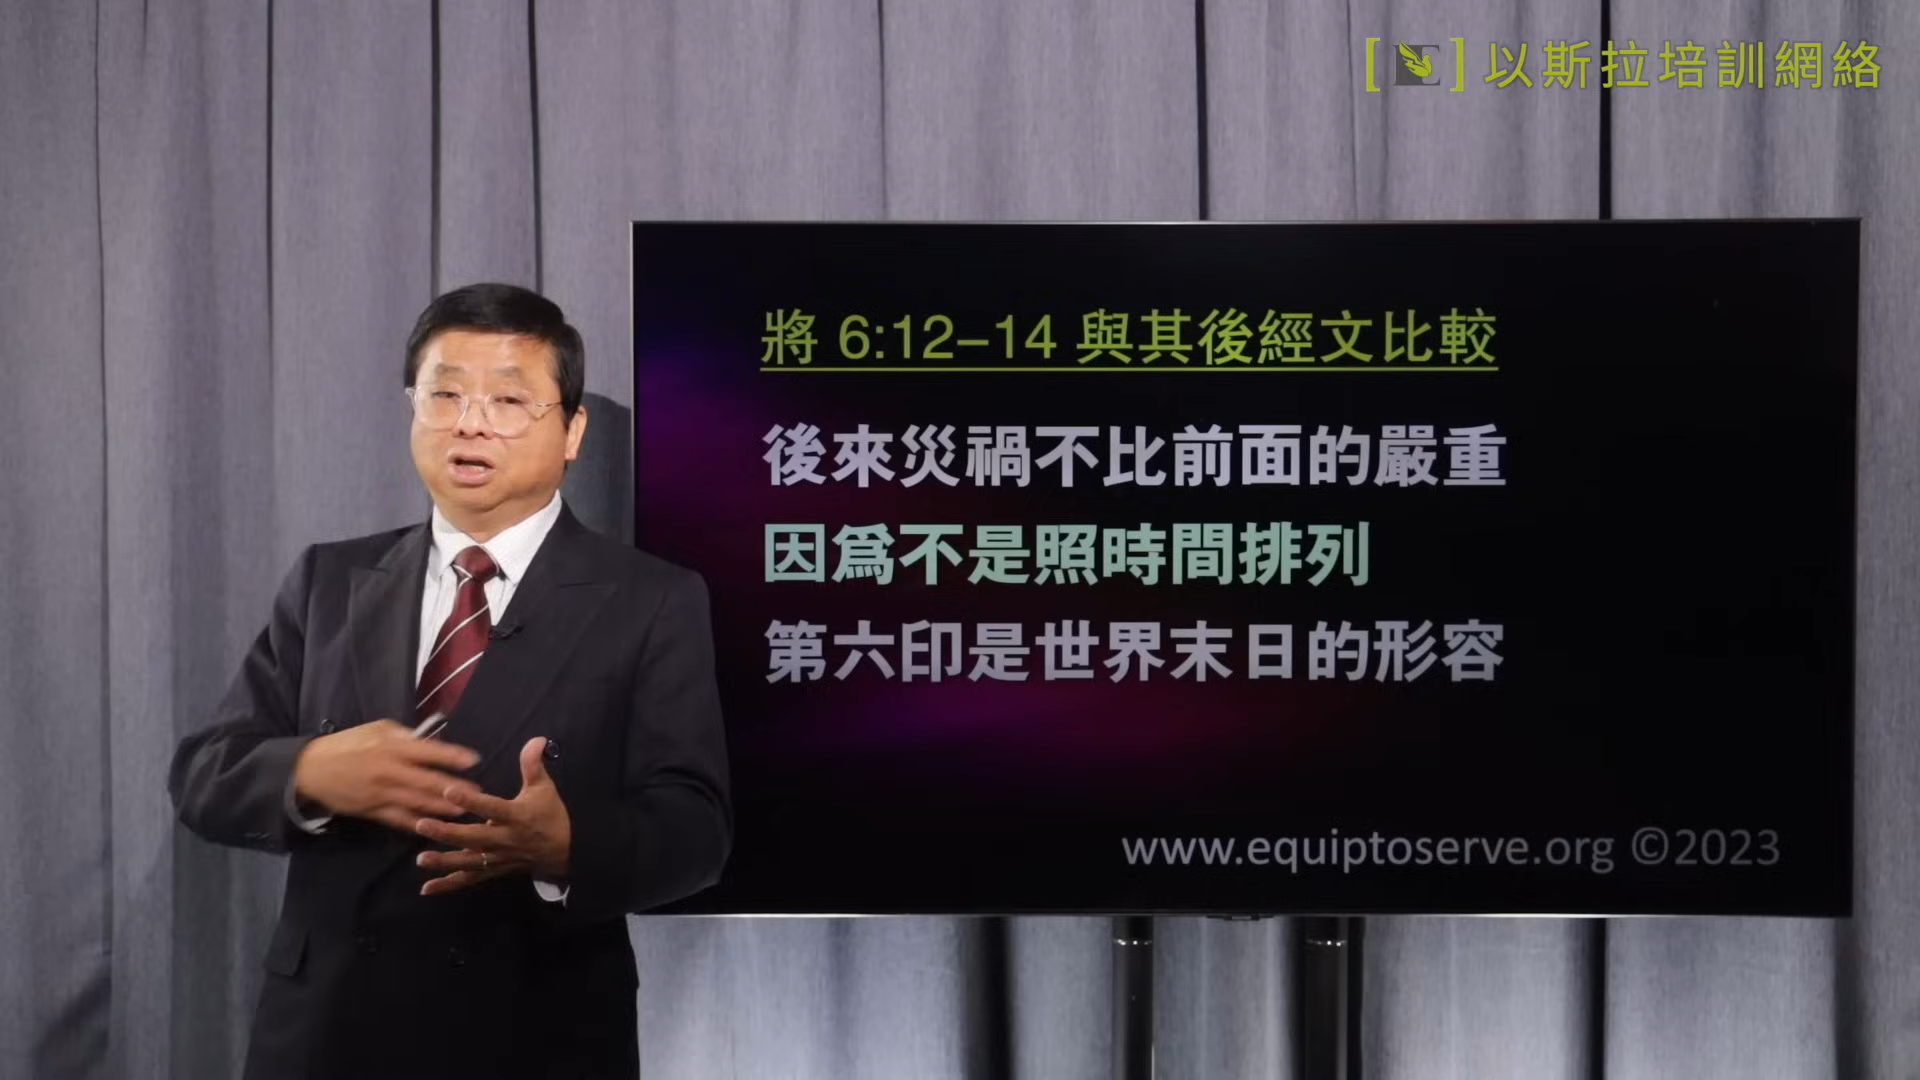 以斯拉培訓網絡
將 6:12–14 與其後經文比較
後來災禍不比前面的嚴重
因爲不是照時間排列
第六印是世界末日的形容
www.equiptoserve.org ©2023